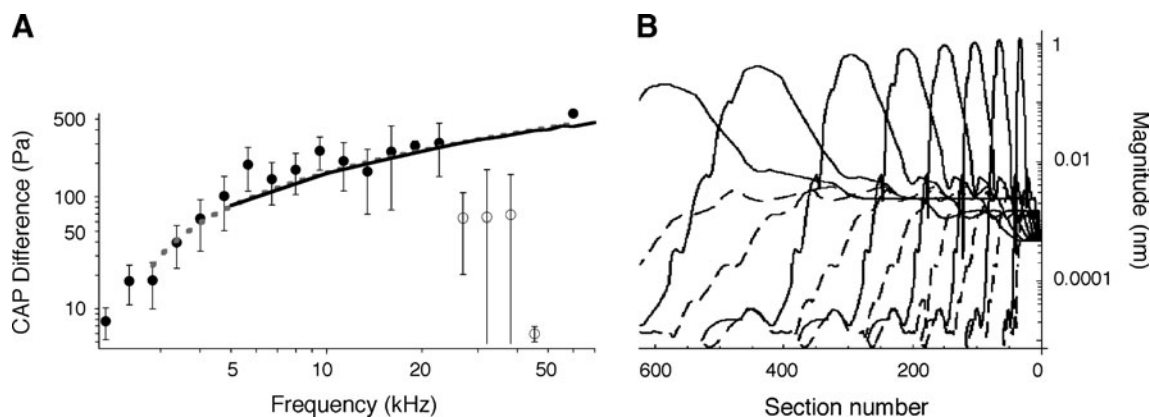 A
B
500
100
50
10
CAP Difference (Pa)
5
10
20
50
Frequency (kHz)
1
0.01
0.0001
Magnitude (nm)
600
400
200
0
Section number